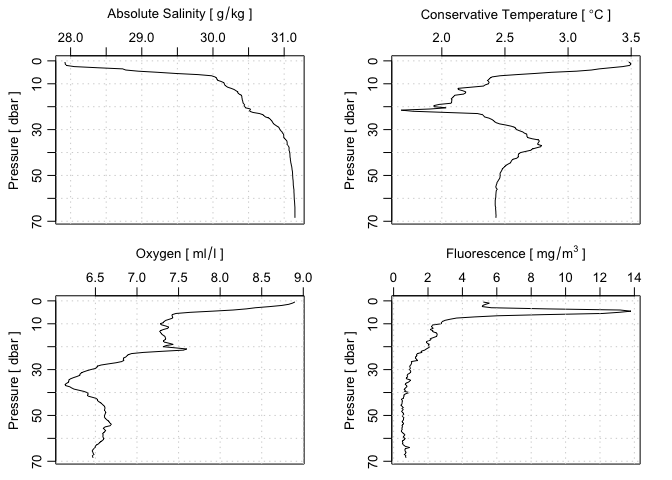 Absolute Salinity [ g/kg ]
28.0 29.0 30.0 31.0
Pressure [ dbar ]
0
10
30
50
70
Conservative Temperature [ °C ]
2.0 2.5 3.0 3.5
Pressure [ dbar ]
0
10
30
50
70
Oxygen [ ml/l ]
6.5 7.0 7.5 8.0 8.5 9.0
Pressure [ dbar ]
0
10
30
50
70
Fluorescence [ mg/m³ ]
0 2 4 6 8 10 12 14
Pressure [ dbar ]
0
10
30
50
70